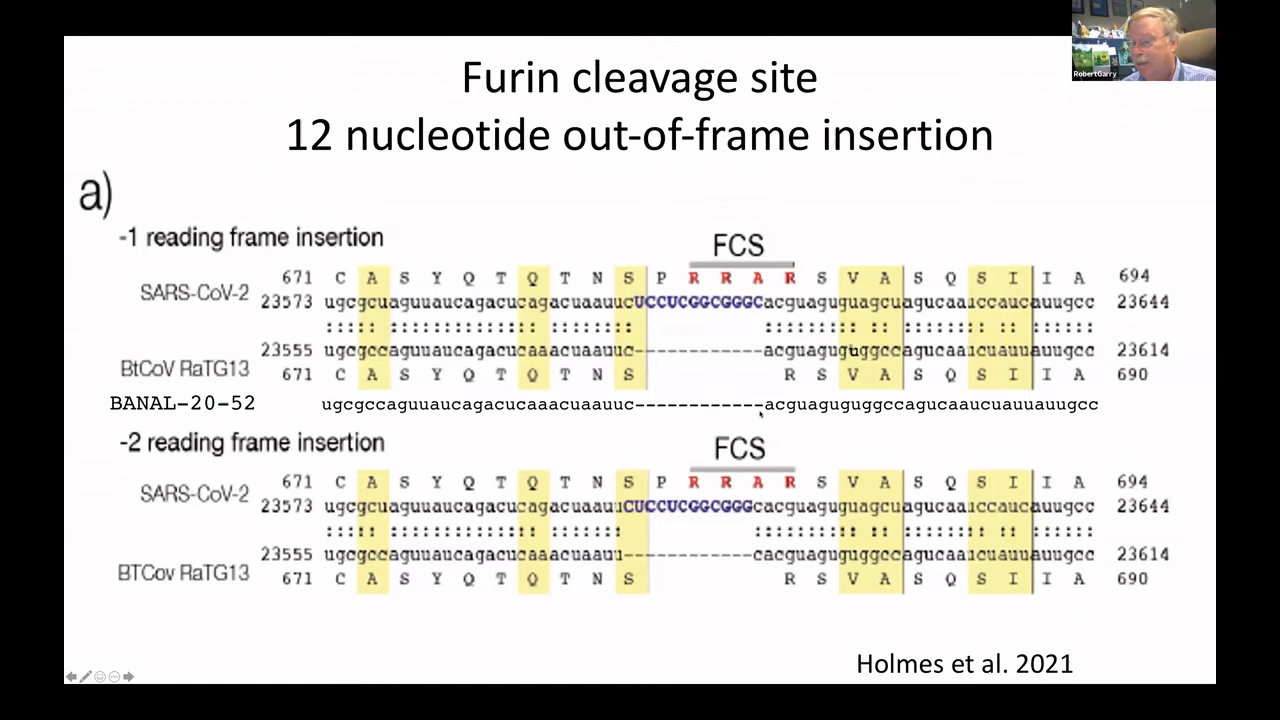 RobertGarry
Furin cleavage site
12 nucleotide out-of-frame insertion
a)
-1 reading frame insertion
FCS
671 C A S Y Q T Q T N S P R R A R S V A S Q S I I A 694
SARS-CoV-2
23573 ugcgcuaguuaucagacucagacuaauucUCCUCGGCGGGCacguaguguagcuagucaaiccaucauugcc 23644
::::: :::::::::::::: :::::::: :::::::: :: :::::::: :: :: ::::::
23555 ugcgccaguuaucagacucaaacuaauuc------------acguaguguggccagucaaicuauuauugcc 23614
BtCoV RaTG13
671 C A S Y Q T Q T N S R S V A S Q S I I A 690
BANAL-20-52 ugcgccaguuaucagacucaaacuaauuc------------acguaguguggccagucaaucuauuauugcc
-2 reading frame insertion
FCS
671 C A S Y Q T Q T N S P R R A R S V A S Q S I I A 694
SARS-CoV-2
23573 ugcgcuaguuaucagacucagacuaauiCUCCUCGGCGGGcacguaguguagcuagucaaiccaucauugcc 23644
::::: :::::::::::::: ::::::: ::::::::: :: :::::::: :: :: ::::::
23555 ugcgccaguuaucagacucaaacuaauu------------cacguaguguggccagucaaicuauuauugcc 23614
BTCov RaTG13
671 C A S Y Q T Q T N S R S V A S Q S I I A 690
Holmes et al. 2021